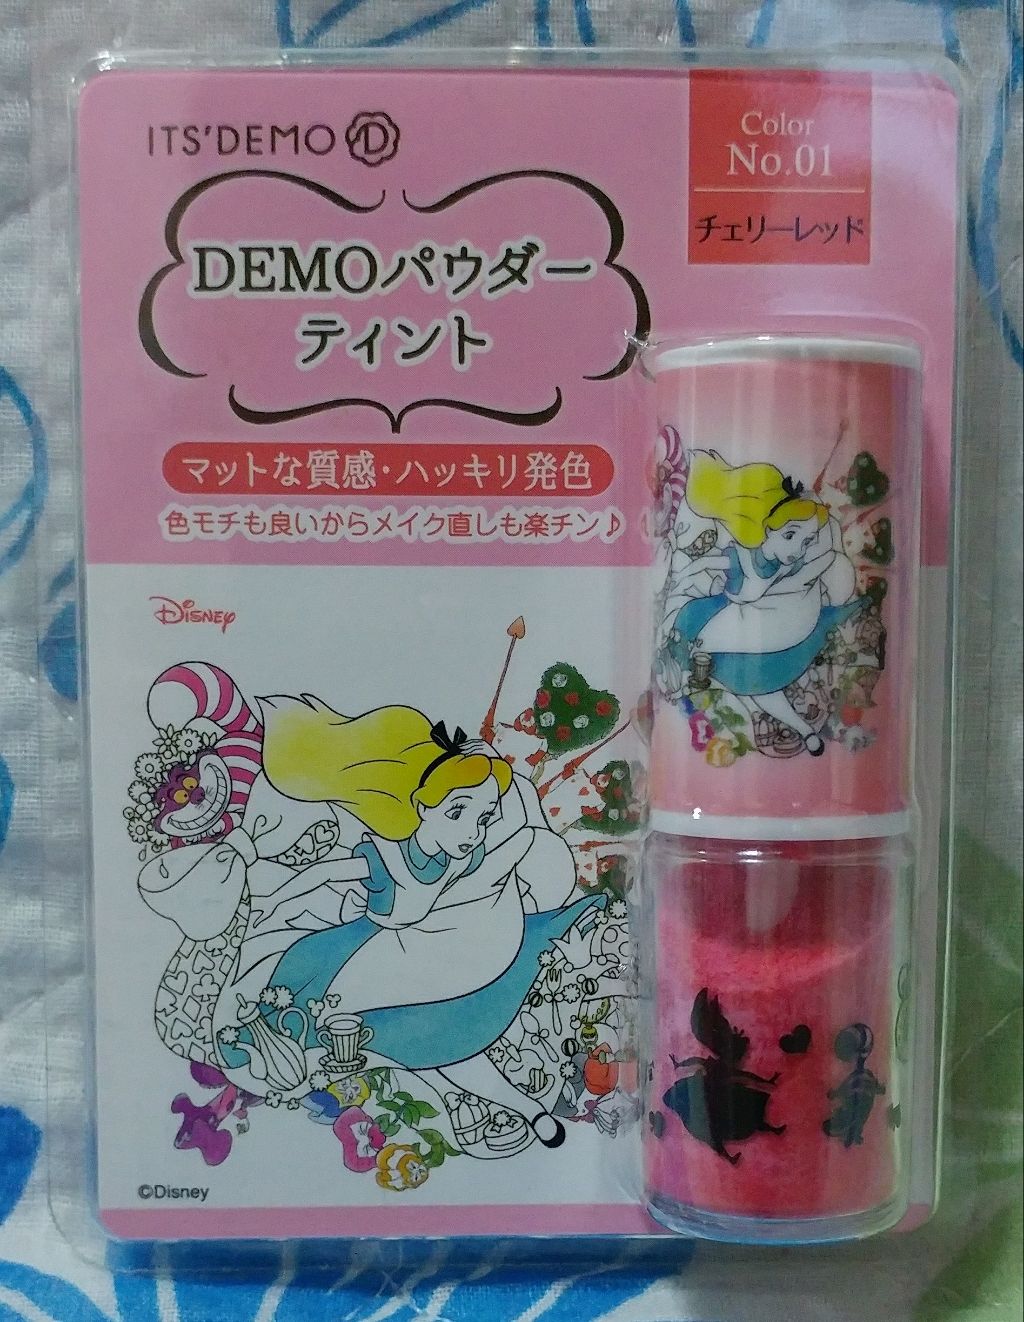 ITS'DEMO D
Color
No.01
チェリーレッド
DEMOパウダー
ティント
マットな質感・ハッキリ発色
色モチも良いからメイク直しも楽チン♪
Disney
©Disney